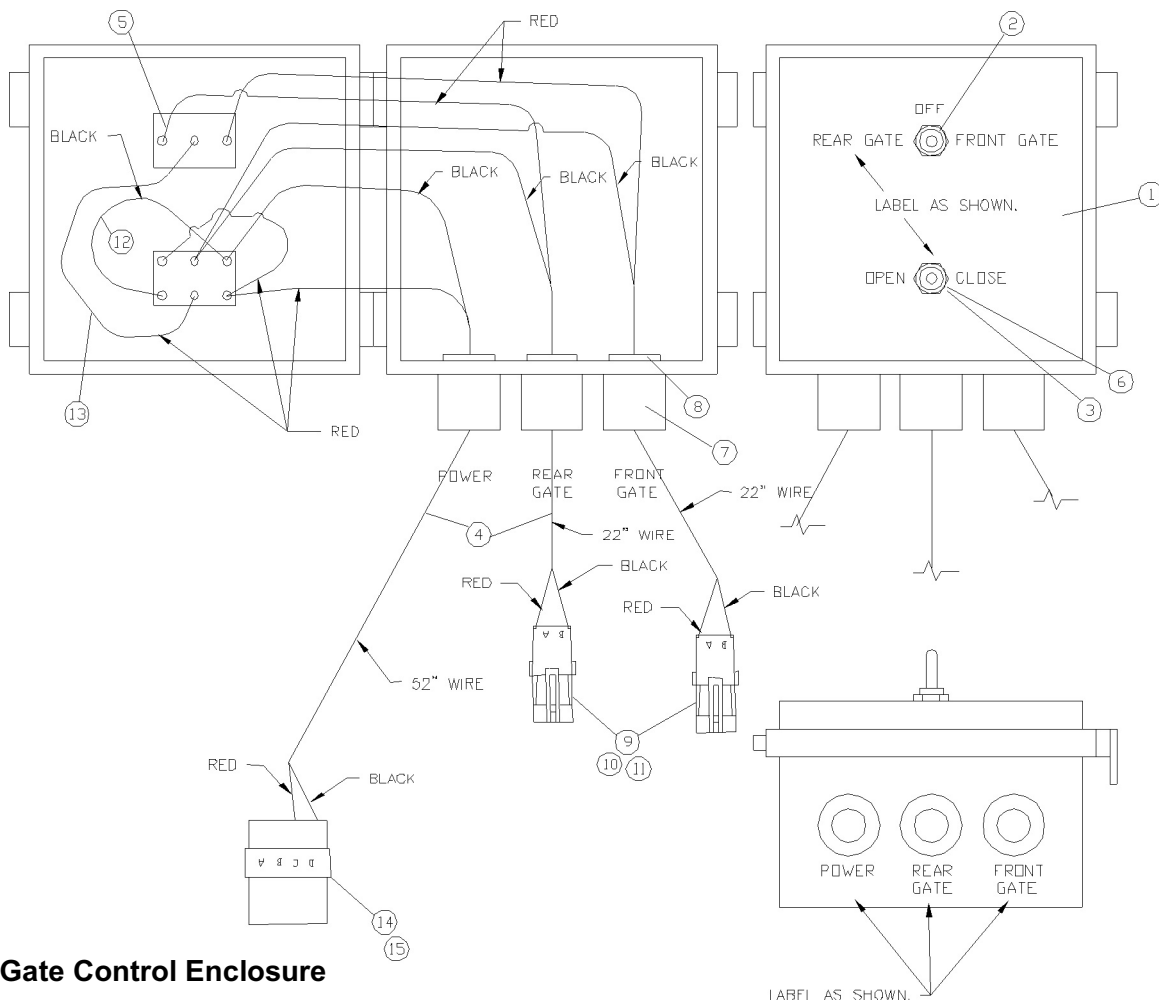 5
RED
2
OFF
BLACK
REAR GATE
FRONT GATE
BLACK
BLACK
BLACK
1
LABEL AS SHOWN.
12
OPEN
CLOSE
6
13
8
3
RED
7
POWER
REAR
GATE
FRONT
GATE
22" WIRE
4
22" WIRE
BLACK
RED
BLACK
RED
B A
B A
52" WIRE
9
10
11
RED
BLACK
D C B A
POWER
REAR
GATE
FRONT
GATE
14
15
Gate Control Enclosure
LABEL AS SHOWN.